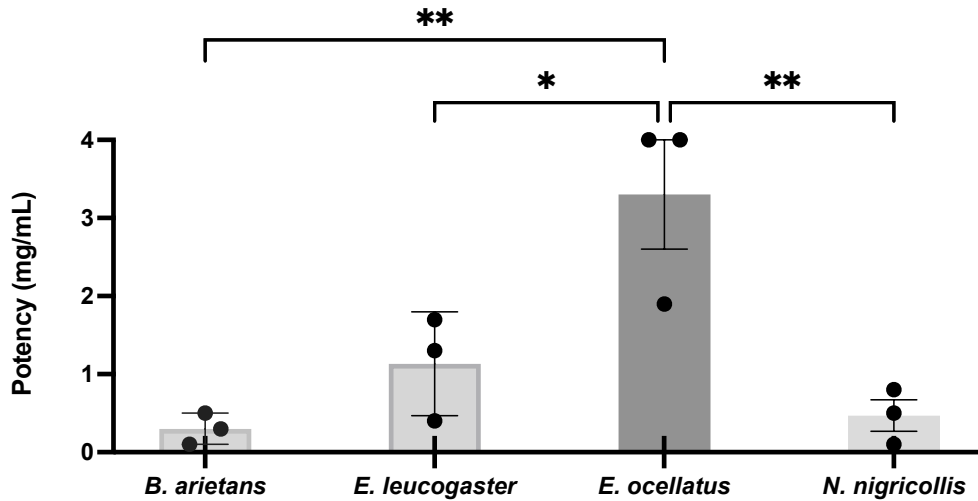 **
*
**
Potency (mg/mL)
4
3
2
1
0
B. arietans
E. leucogaster
E. ocellatus
N. nigricollis